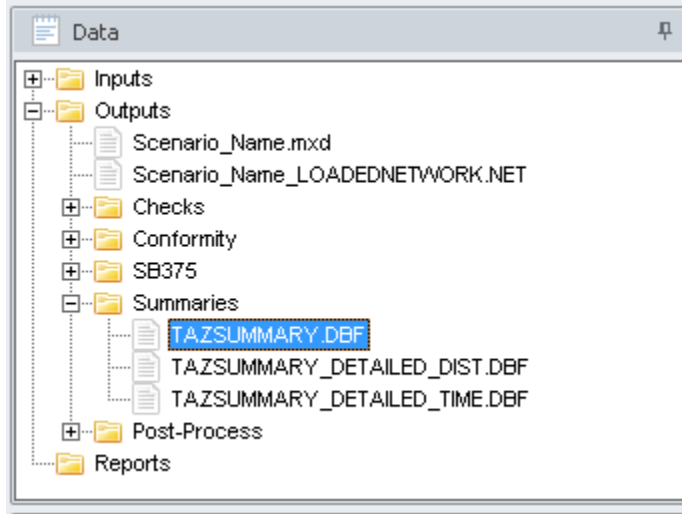 Data
Inputs
Outputs
Scenario_Name.mxd
Scenario_Name_LOADEDNETWORK.NET
Checks
Conformity
SB375
Summaries
TAZSUMMARY.DBF
TAZSUMMARY_DETAILED_DIST.DBF
TAZSUMMARY_DETAILED_TIME.DBF
Post-Process
Reports